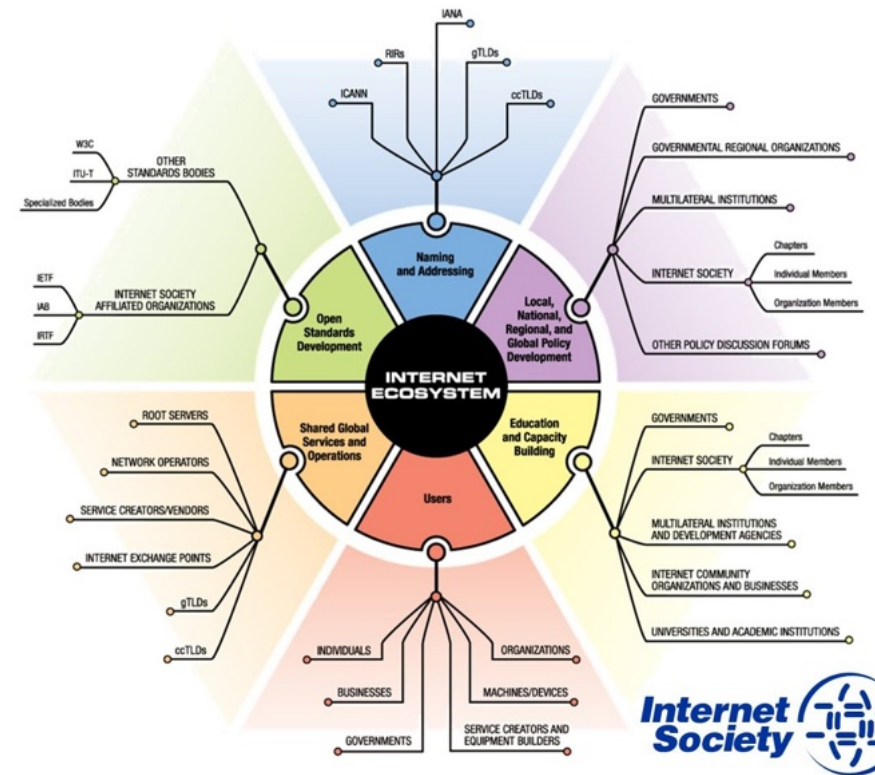 IANA
RIRs
gTLDs
ICANN
ccTLDs
W3C
ITU-T
Specialized Bodies
OTHER
STANDARDS BODIES
IETF
IAB
IRTF
INTERNET SOCIETY
AFFILIATED ORGANIZATIONS
GOVERNMENTS
GOVERNMENTAL REGIONAL ORGANIZATIONS
MULTILATERAL INSTITUTIONS
INTERNET SOCIETY
Chapters
Individual Members
Organization Members
OTHER POLICY DISCUSSION FORUMS
Naming
and Addressing
Open
Standards
Development
Local,
National,
Regional, and
Global Policy
Development
INTERNET
ECOSYSTEM
Shared Global
Services and
Operations
Education
and Capacity
Building
Users
ROOT SERVERS
NETWORK OPERATORS
SERVICE CREATORS/VENDORS
INTERNET EXCHANGE POINTS
gTLDs
ccTLDs
GOVERNMENTS
INTERNET SOCIETY
Chapters
Individual Members
Organization Members
MULTILATERAL INSTITUTIONS
AND DEVELOPMENT AGENCIES
INTERNET COMMUNITY
ORGANIZATIONS AND BUSINESSES
UNIVERSITIES AND ACADEMIC INSTITUTIONS
INDIVIDUALS
ORGANIZATIONS
BUSINESSES
MACHINES/DEVICES
GOVERNMENTS
SERVICE CREATORS AND
EQUIPMENT BUILDERS
Internet
Society